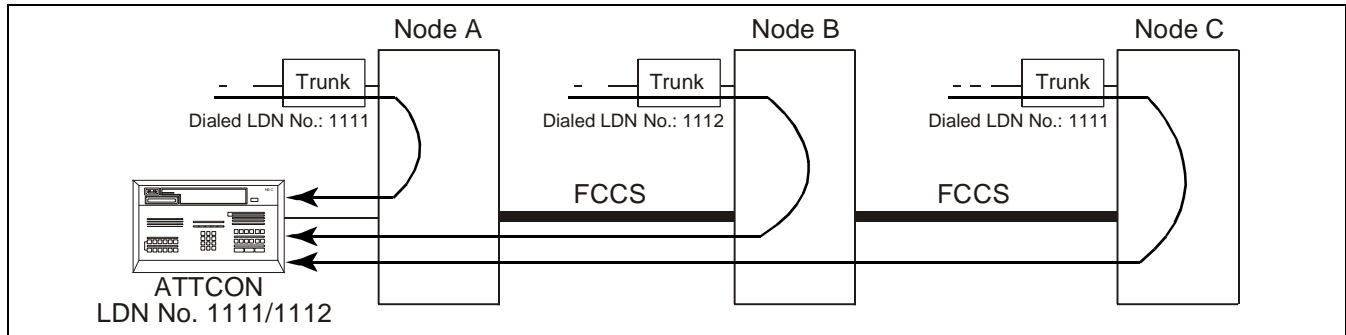 Node A
Node B
Node C
Trunk
Trunk
Trunk
Dialed LDN No.: 1111
Dialed LDN No.: 1112
Dialed LDN No.: 1111
NEC
FCCS
FCCS
ATTCON
LDN No. 1111/1112